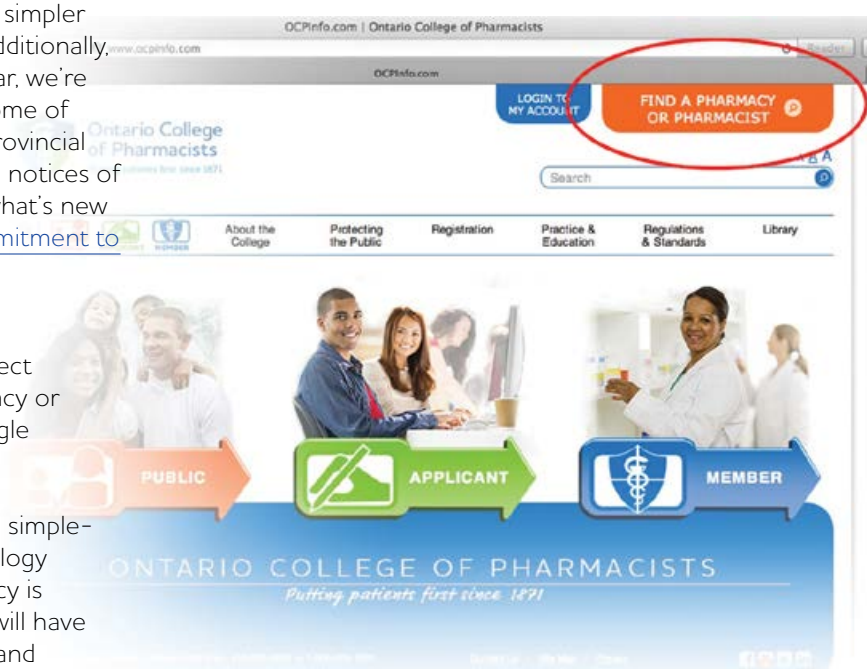 simpler
dditionally,
ar, we're
ome of
rovincial
notices of
what's new
mitment to
ect
acy or
gle
simple-
logy
cy is
will have
and
OCPInfo.com | Ontario College of Pharmacists
www.ocpinfo.com
Reader
OCPInfo.com
LOGIN TO
MY ACCOUNT
FIND A PHARMACY
OR PHARMACIST
Ontario College
of Pharmacists
A A
Search
MEMBER
About the
College
Protecting
the Public
Registration
Practice &
Education
Regulations
& Standards
Library
PUBLIC
APPLICANT
MEMBER
ONTARIO COLLEGE OF PHARMACISTS
Putting patients first since 1871